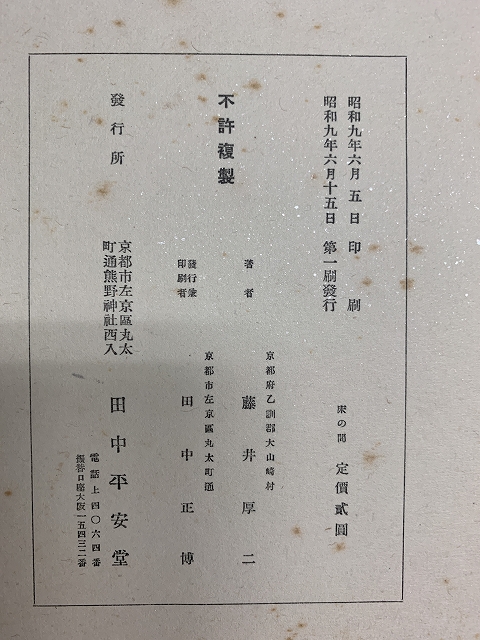 昭和九年六月五日印刷
昭和九年六月十五日 第一刷發行
床の間 定價貳圓
不許複製
著者
京都府乙訓郡大山崎村
藤井厚二
發行兼
印刷者
京都市左京區丸太町通
田中正博
發行所
京都市左京區丸太
町通熊野神社西入
田中平安堂
電話上四〇六四番
振替口座大阪一五四三二番